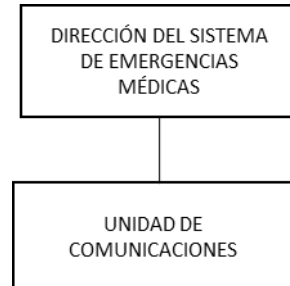 DIRECCIÓN DEL SISTEMA
DE EMERGENCIAS
MÉDICAS
UNIDAD DE
COMUNICACIONES